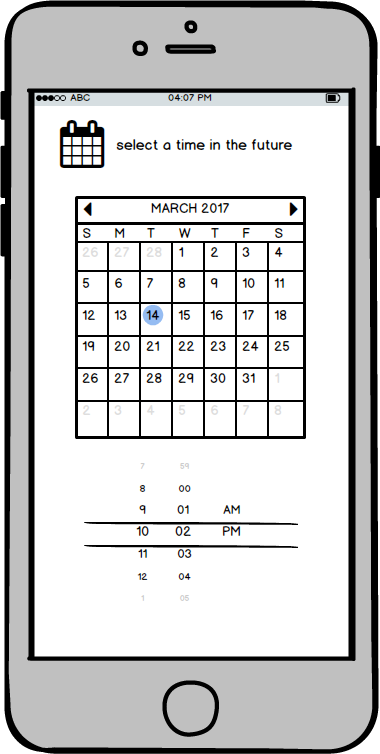 ABC 04:07 PM
select a time in the future
MARCH 2017
S M T W T F S
26 27 28 1 2 3 4
5 6 7 8 9 10 11
12 13 14 15 16 17 18
19 20 21 22 23 24 25
26 27 28 29 30 31 1
2 3 4 5 6 7 8
7 59
8 00
9 01 AM
10 02 PM
11 03
12 04
1 05